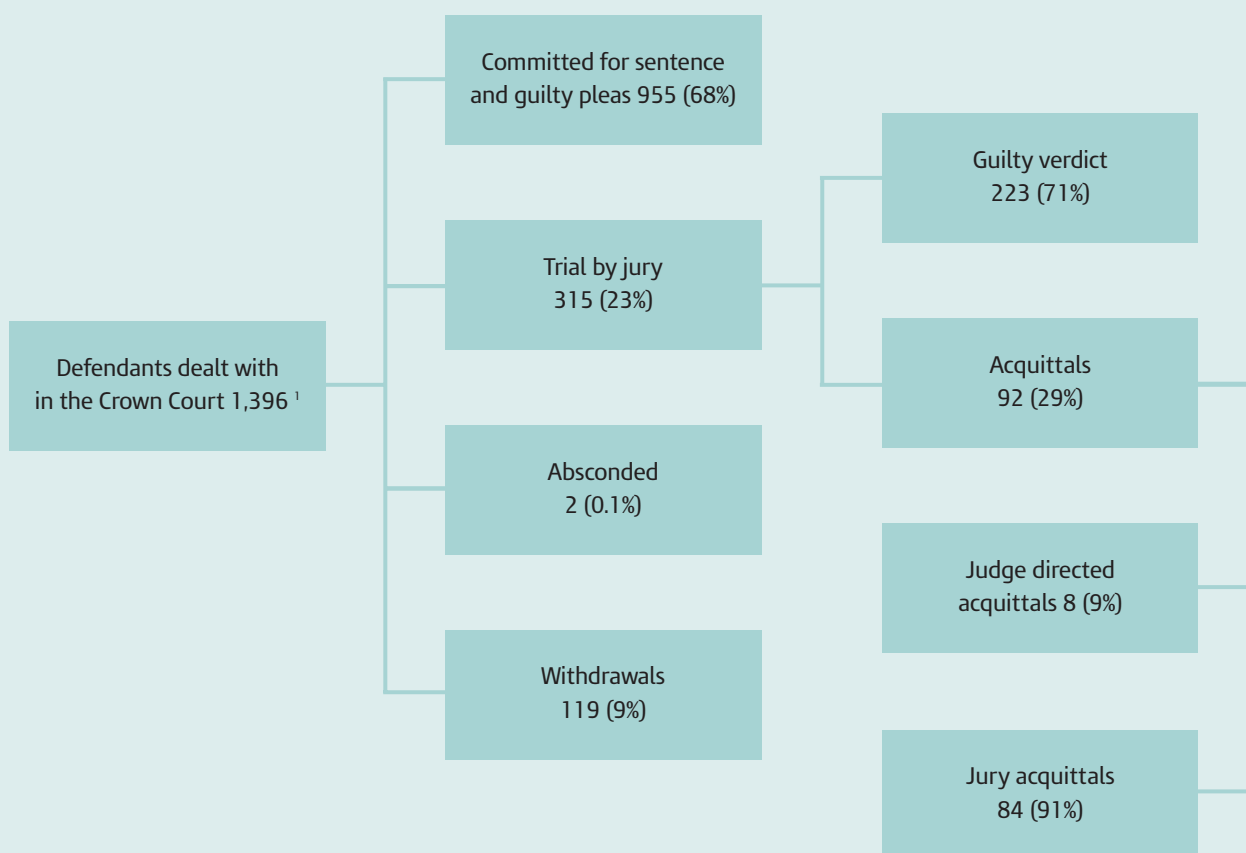 Defendants dealt with
in the Crown Court 1,396 ¹
Committed for sentence
and guilty pleas 955 (68%)
Trial by jury
315 (23%)
Absconded
2 (0.1%)
Withdrawals
119 (9%)
Guilty verdict
223 (71%)
Acquittals
92 (29%)
Judge directed
acquittals 8 (9%)
Jury acquittals
84 (91%)